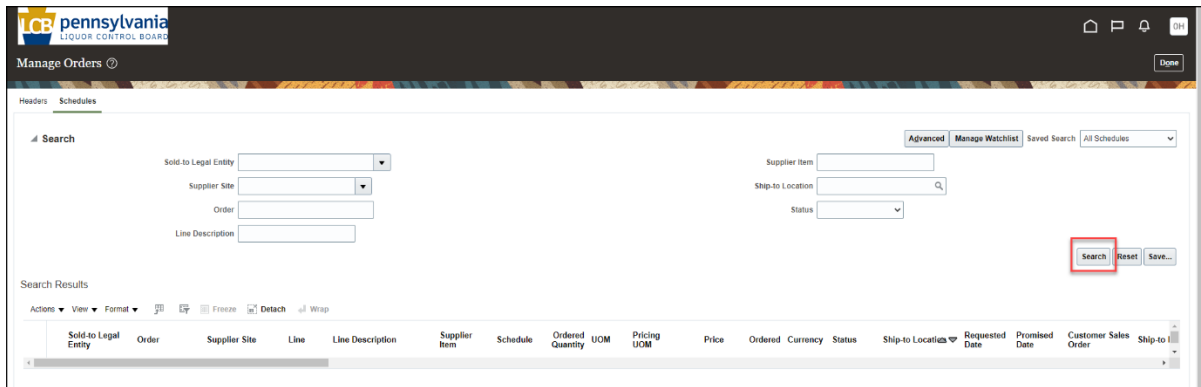 LCB pennsylvania
LIQUOR CONTROL BOARD
OH
Manage Orders
Done
Headers Schedules
Search
Advanced Manage Watchlist Saved Search All Schedules
Sold-to Legal Entity Supplier Item
Supplier Site Ship-to Location
Order Status
Line Description
Search Reset Save...
Search Results
Actions View Format Freeze Detach Wrap
Sold-to Legal Entity Order Supplier Site Line Line Description Supplier Item Schedule Ordered Quantity UOM Pricing UOM Price Ordered Currency Status Ship-to Location Requested Date Promised Date Customer Sales Order Ship-to